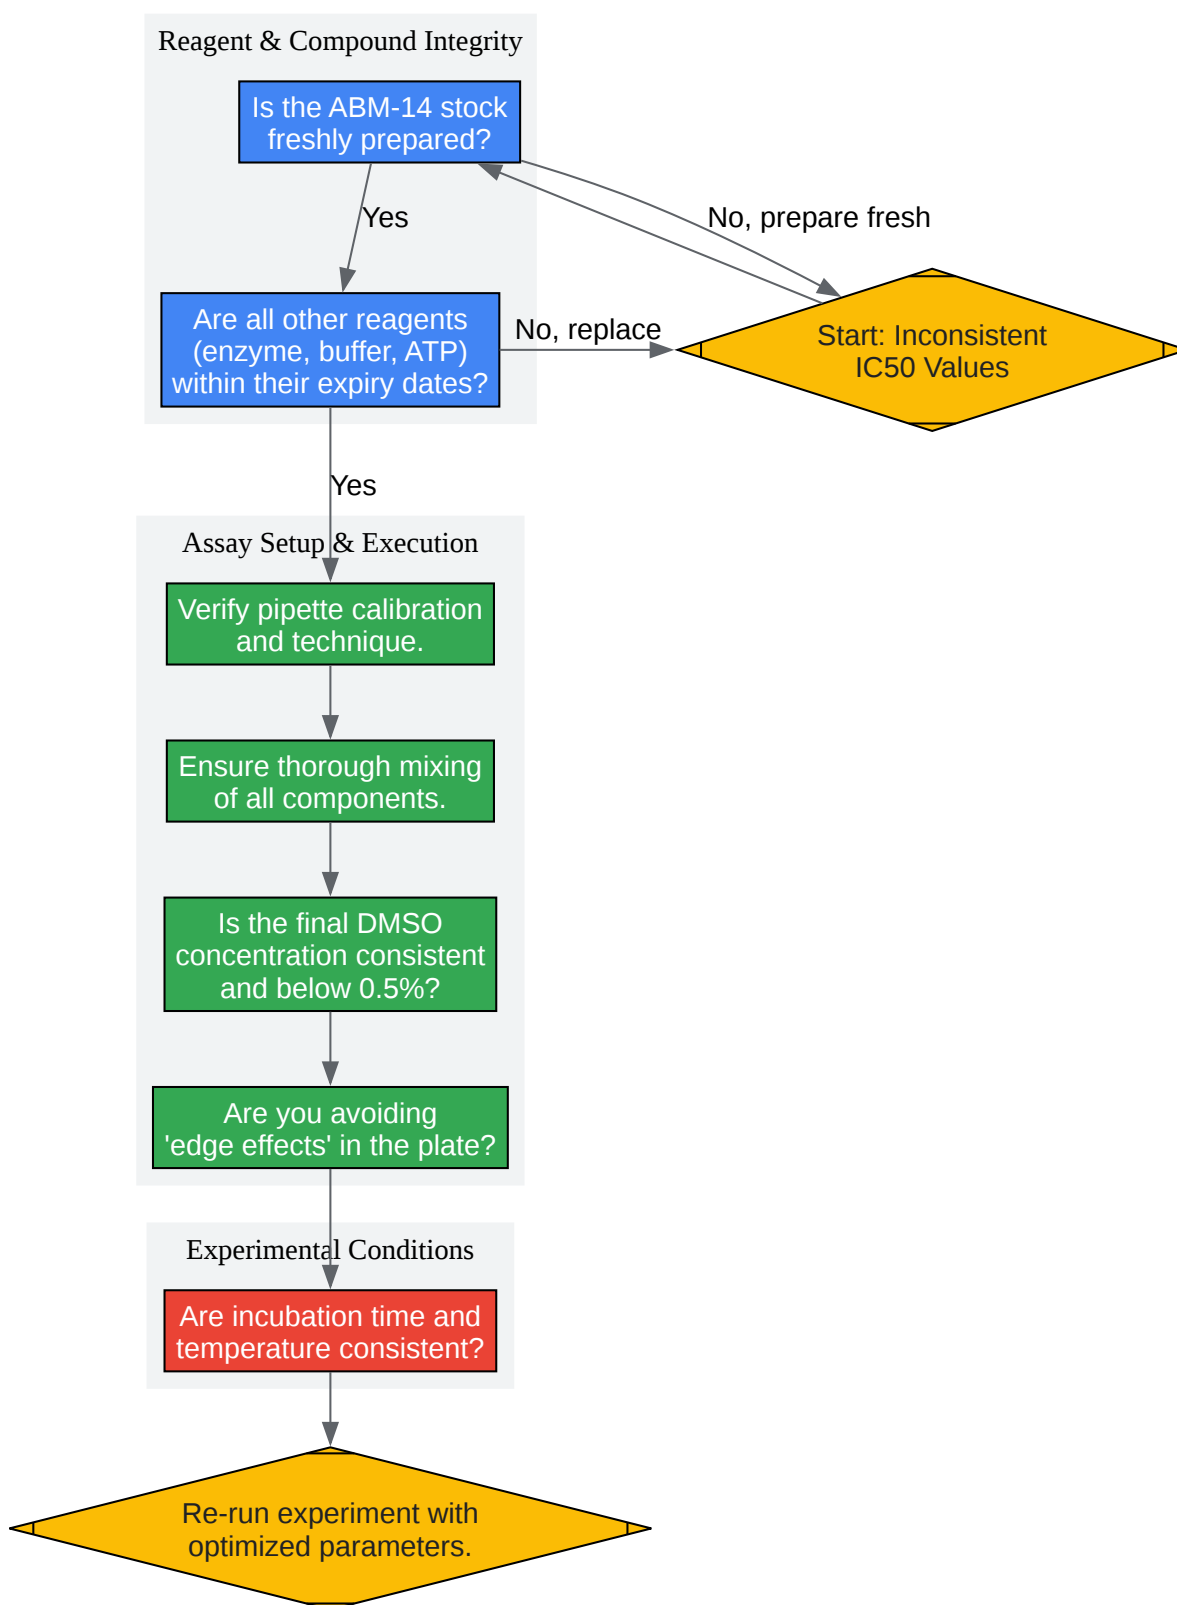 Reagent & Compound Integrity
Is the ABM-14 stock
freshly prepared?
Yes
No, prepare fresh
Are all other reagents
(enzyme, buffer, ATP)
within their expiry dates?
No, replace
Start: Inconsistent
IC50 Values
Yes
Assay Setup & Execution
Verify pipette calibration
and technique.
Ensure thorough mixing
of all components.
Is the final DMSO
concentration consistent
and below 0.5%?
Are you avoiding
'edge effects' in the plate?
Experimental Conditions
Are incubation time and
temperature consistent?
Re-run experiment with
optimized parameters.